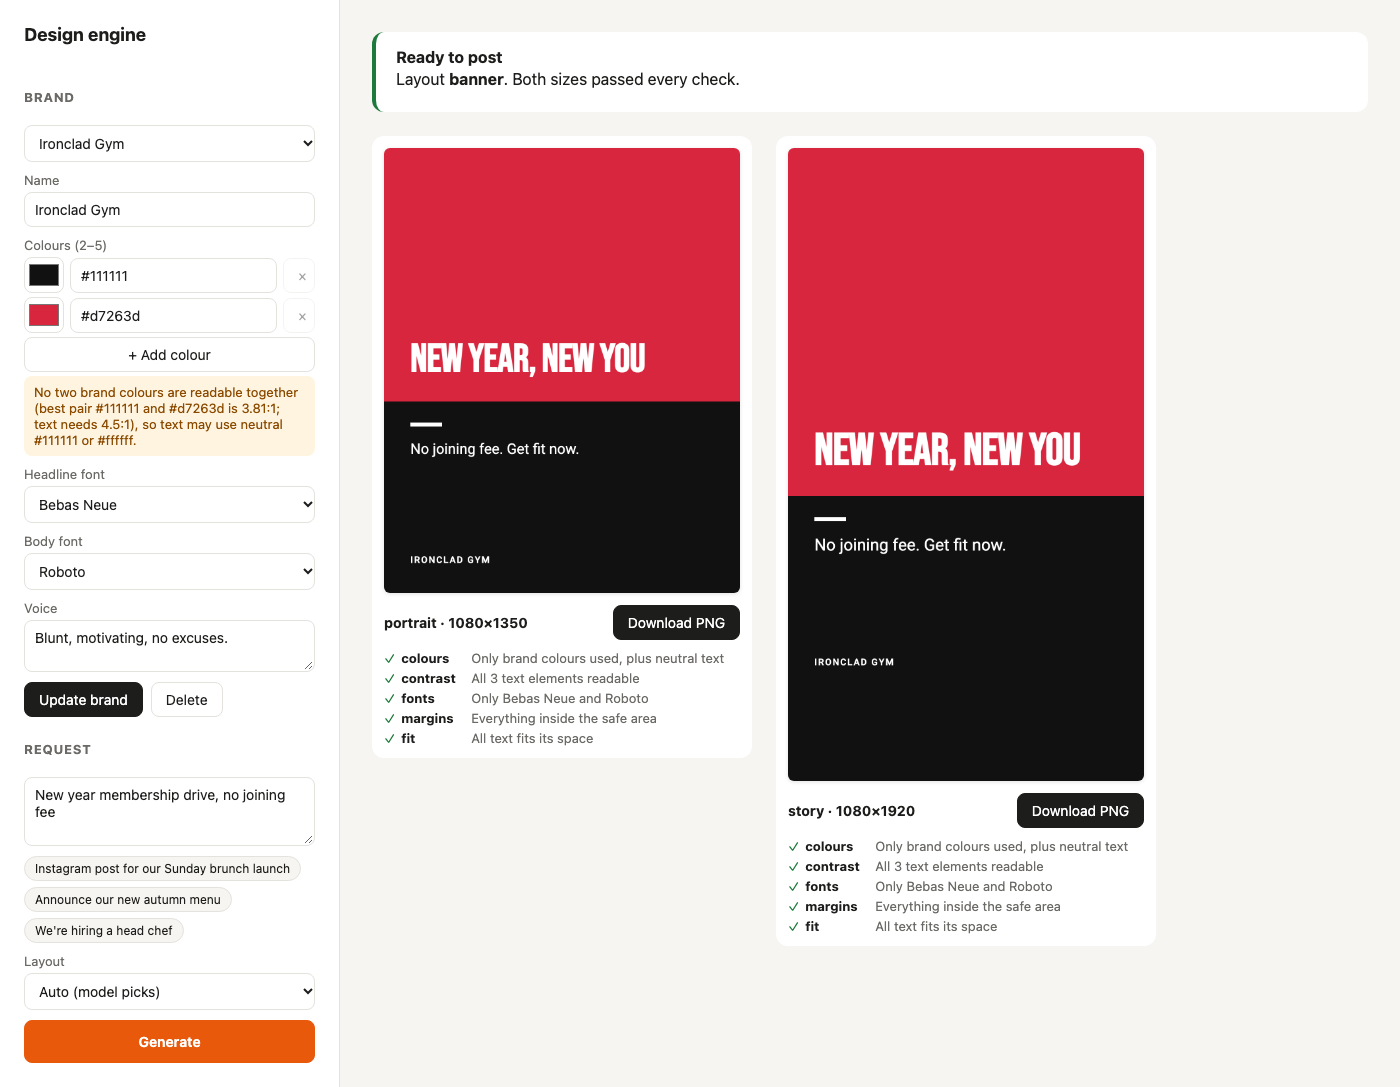 Design engine
BRAND
Ironclad Gym
Name
Ironclad Gym
Colours (2–5)
#111111
×
#d7263d
×
+ Add colour
No two brand colours are readable together
(best pair #111111 and #d7263d is 3.81:1;
text needs 4.5:1), so text may use neutral
#111111 or #ffffff.
Headline font
Bebas Neue
Body font
Roboto
Voice
Blunt, motivating, no excuses.
Update brand
Delete
REQUEST
New year membership drive, no joining
fee
Instagram post for our Sunday brunch launch
Announce our new autumn menu
We're hiring a head chef
Layout
Auto (model picks)
Generate
Ready to post
Layout banner. Both sizes passed every check.
NEW YEAR, NEW YOU
No joining fee. Get fit now.
IRONCLAD GYM
portrait · 1080×1350
Download PNG
✓ colours Only brand colours used, plus neutral text
✓ contrast All 3 text elements readable
✓ fonts Only Bebas Neue and Roboto
✓ margins Everything inside the safe area
✓ fit All text fits its space
NEW YEAR, NEW YOU
No joining fee. Get fit now.
IRONCLAD GYM
story · 1080×1920
Download PNG
✓ colours Only brand colours used, plus neutral text
✓ contrast All 3 text elements readable
✓ fonts Only Bebas Neue and Roboto
✓ margins Everything inside the safe area
✓ fit All text fits its space